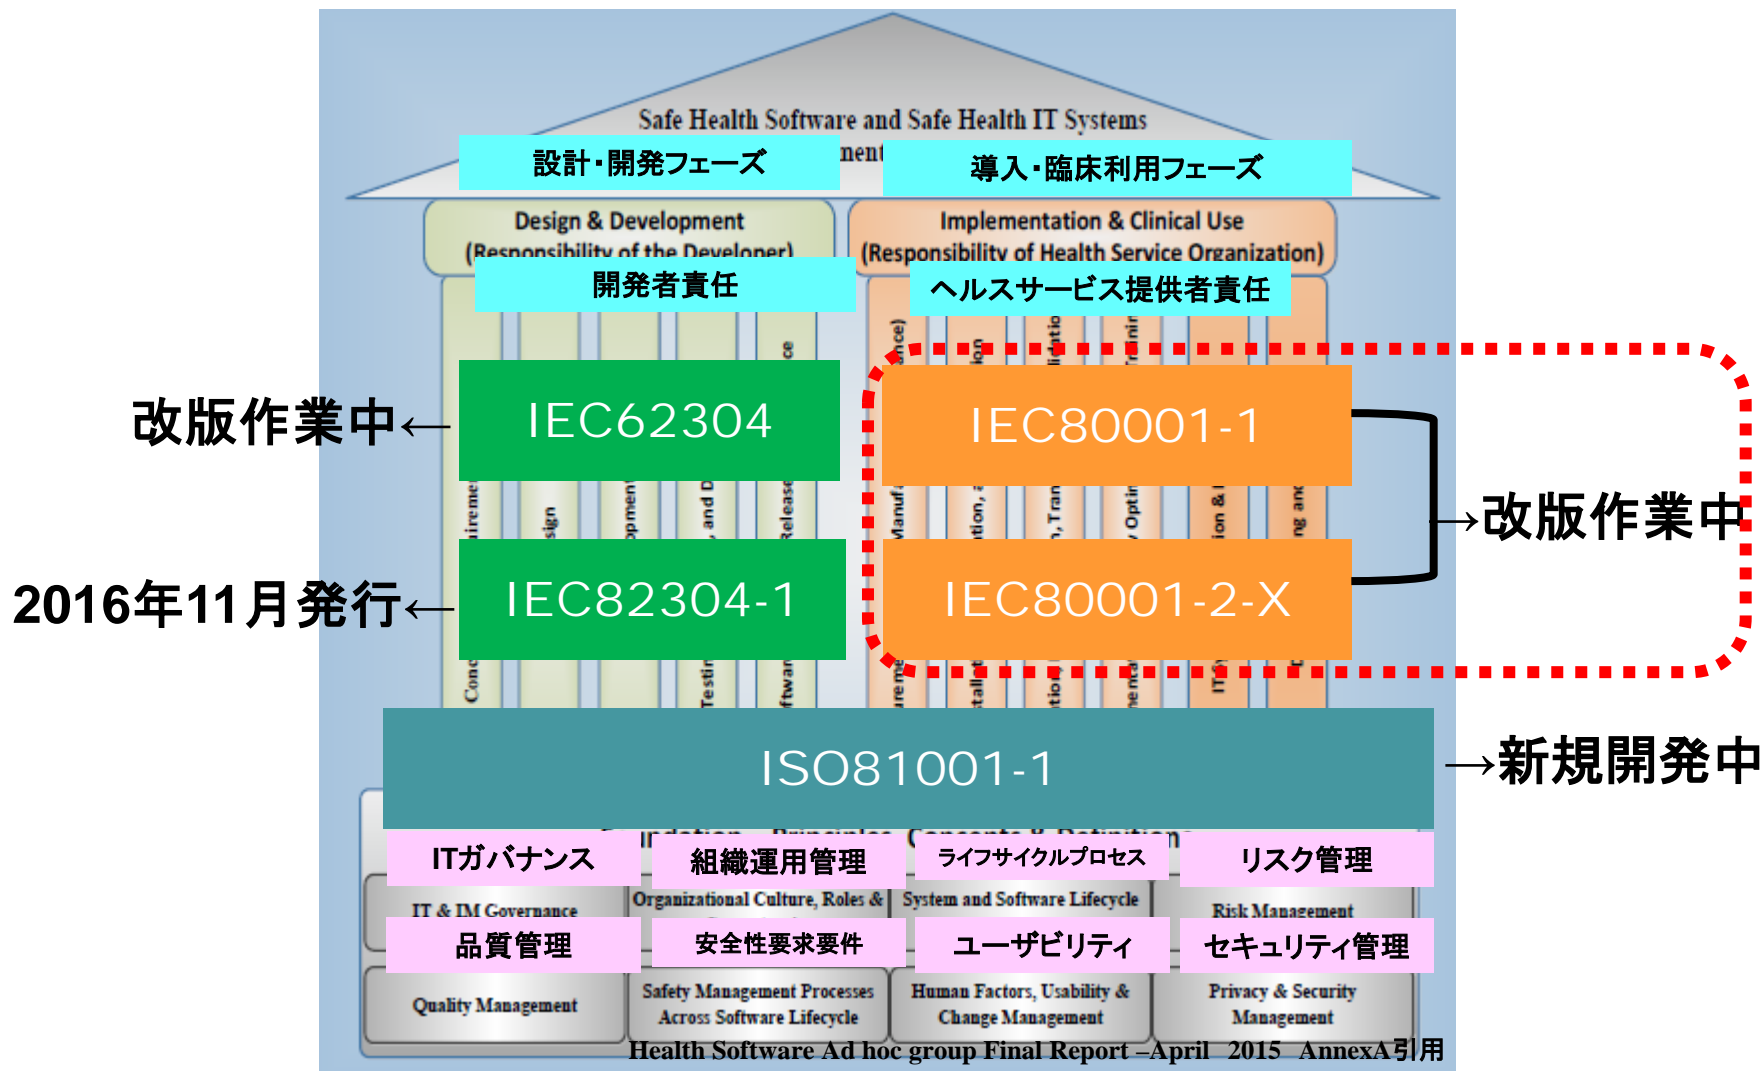 Safe Health Software and Safe Health IT Systems
設計・開発フェーズ
導入・臨床利用フェーズ
Design & Development
(Responsibility of the Developer)
Implementation & Clinical Use
(Responsibility of Health Service Organization)
開発者責任
ヘルスサービス提供者責任
改版作業中←
IEC62304
IEC80001-1
→改版作業中
2016年11月発行←
IEC82304-1
IEC80001-2-X
ISO81001-1
→新規開発中
ITガバナンス
組織運用管理
ライフサイクルプロセス
リスク管理
IT & IM Governance
Organizational Culture, Roles &
System and Software Lifecycle
Risk Management
品質管理
安全性要求要件
ユーザビリティ
セキュリティ管理
Quality Management
Safety Management Processes
Across Software Lifecycle
Human Factors, Usability &
Change Management
Privacy & Security
Management
Health Software Ad hoc group Final Report –April 2015 AnnexA引用